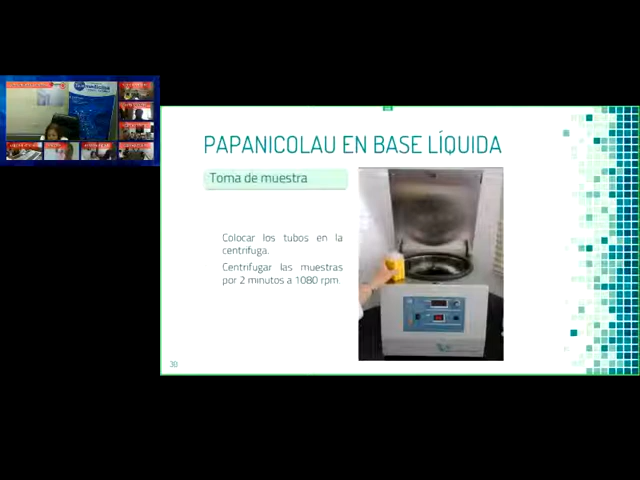 PAPANICOLAU EN BASE LÍQUIDA
Toma de muestra
Colocar los tubos en la
centrifuga.
Centrifugar las muestras
por 2 minutos a 1080 rpm.
30